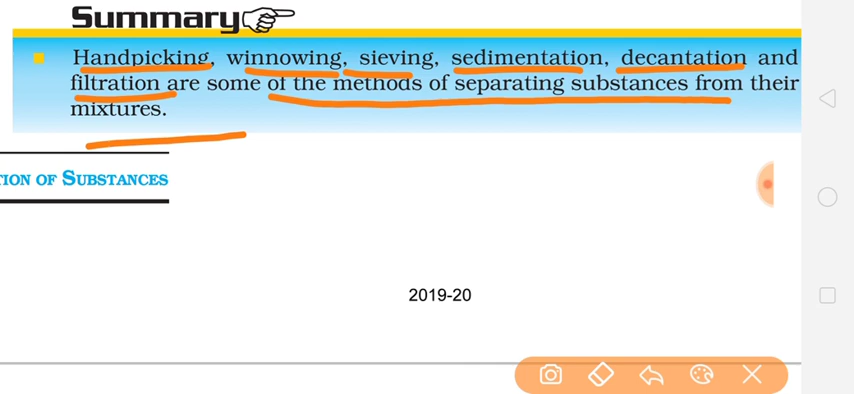 Summary
Handpicking, winnowing, sieving, sedimentation, decantation and
filtration are some of the methods of separating substances from their
mixtures.
TION OF SUBSTANCES
2019-20